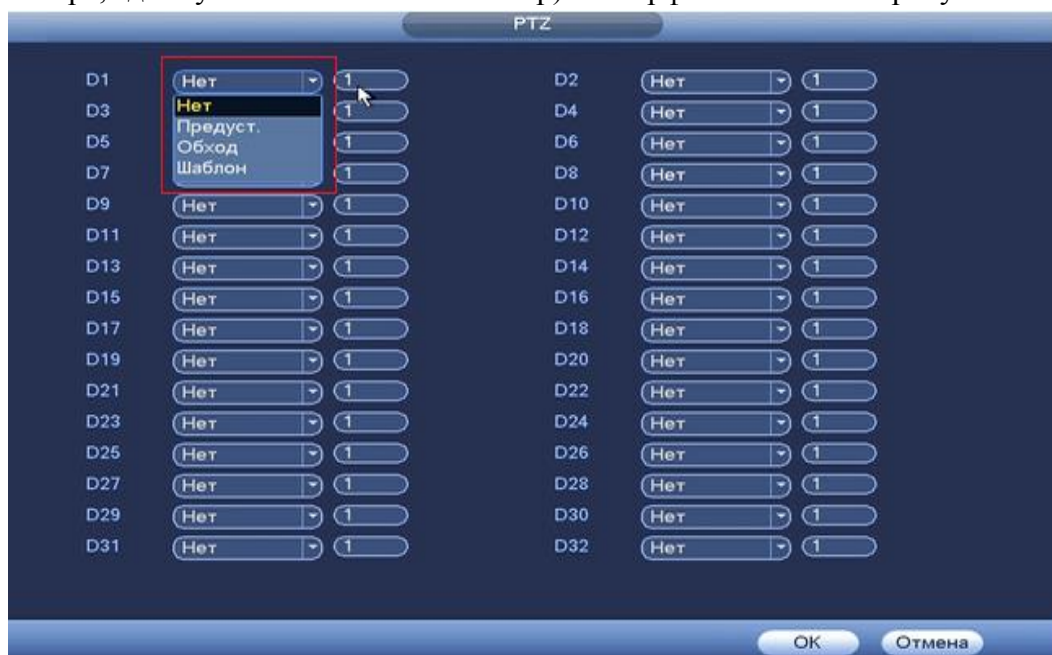 PTZ
D1 Нет 1 D2 Нет 1
Нет
D3 1 D4 Нет 1
Предуст.
D5 Обход 1 D6 Нет 1
D7 Шаблон 1 D8 Нет 1
D9 Нет 1 D10 Нет 1
D11 Нет 1 D12 Нет 1
D13 Нет 1 D14 Нет 1
D15 Нет 1 D16 Нет 1
D17 Нет 1 D18 Нет 1
D19 Нет 1 D20 Нет 1
D21 Нет 1 D22 Нет 1
D23 Нет 1 D24 Нет 1
D25 Нет 1 D26 Нет 1
D27 Нет 1 D28 Нет 1
D29 Нет 1 D30 Нет 1
D31 Нет 1 D32 Нет 1
OK Отмена